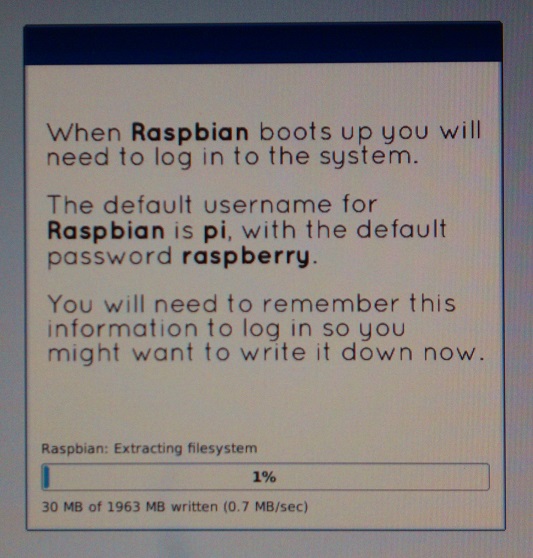 When Raspbian boots up you will
need to log in to the system.
The default username for
Raspbian is pi, with the default
password raspberry.
You will need to remember this
information to log in so you
might want to write it down now.
Raspbian: Extracting filesystem
1%
30 MB of 1963 MB written (0.7 MB/sec)